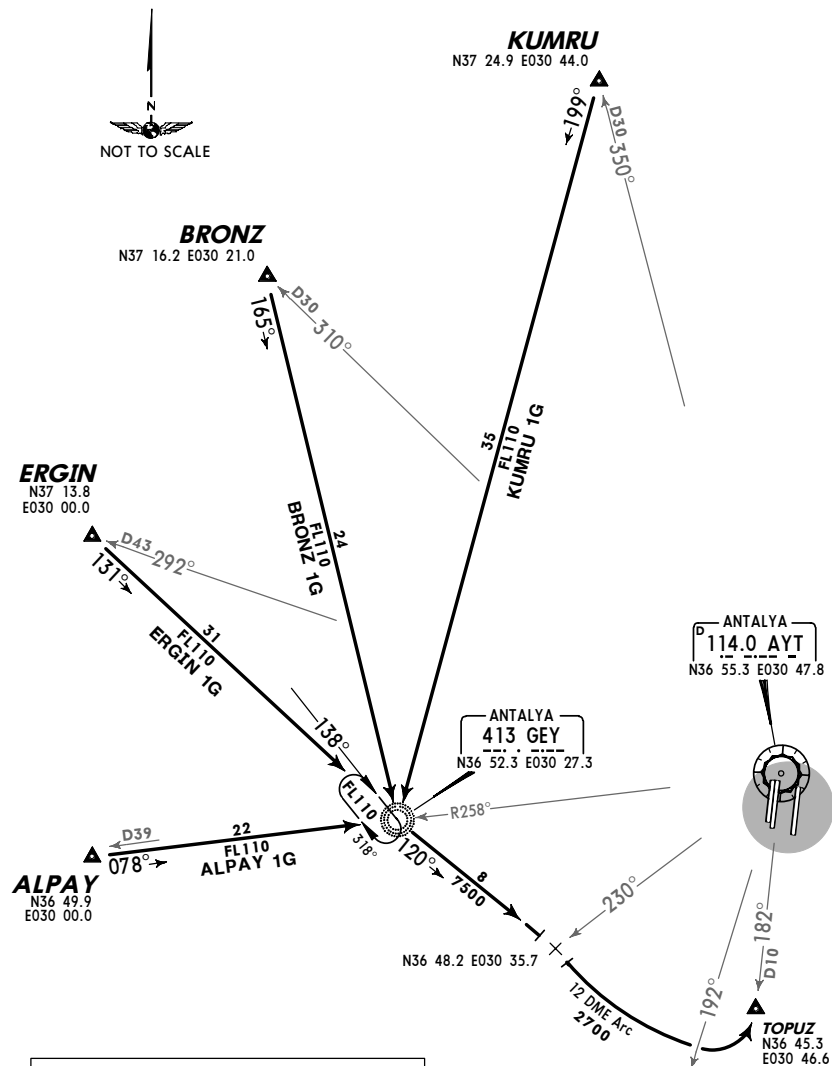 KUMRU
N37 24.9 E030 44.0
N
NOT TO SCALE
199°
D30
350°
BRONZ
N37 16.2 E030 21.0
165°
D30
310°
35
FL110
KUMRU 1G
ERGIN
N37 13.8
E030 00.0
D43
292°
131°
24
FL110
BRONZ 1G
31
FL110
ERGIN 1G
ANTALYA
D 114.0 AYT
N36 55.3 E030 47.8
138°
ANTALYA
413 GEY
N36 52.3 E030 27.3
FL110
R258°
318°
D39
22
FL110
078°
ALPAY 1G
ALPAY
N36 49.9
E030 00.0
120°
8
7500
230°
182°
D10
N36 48.2 E030 35.7
192°
12 DME Arc
2700
TOPUZ
N36 45.3
E030 46.6